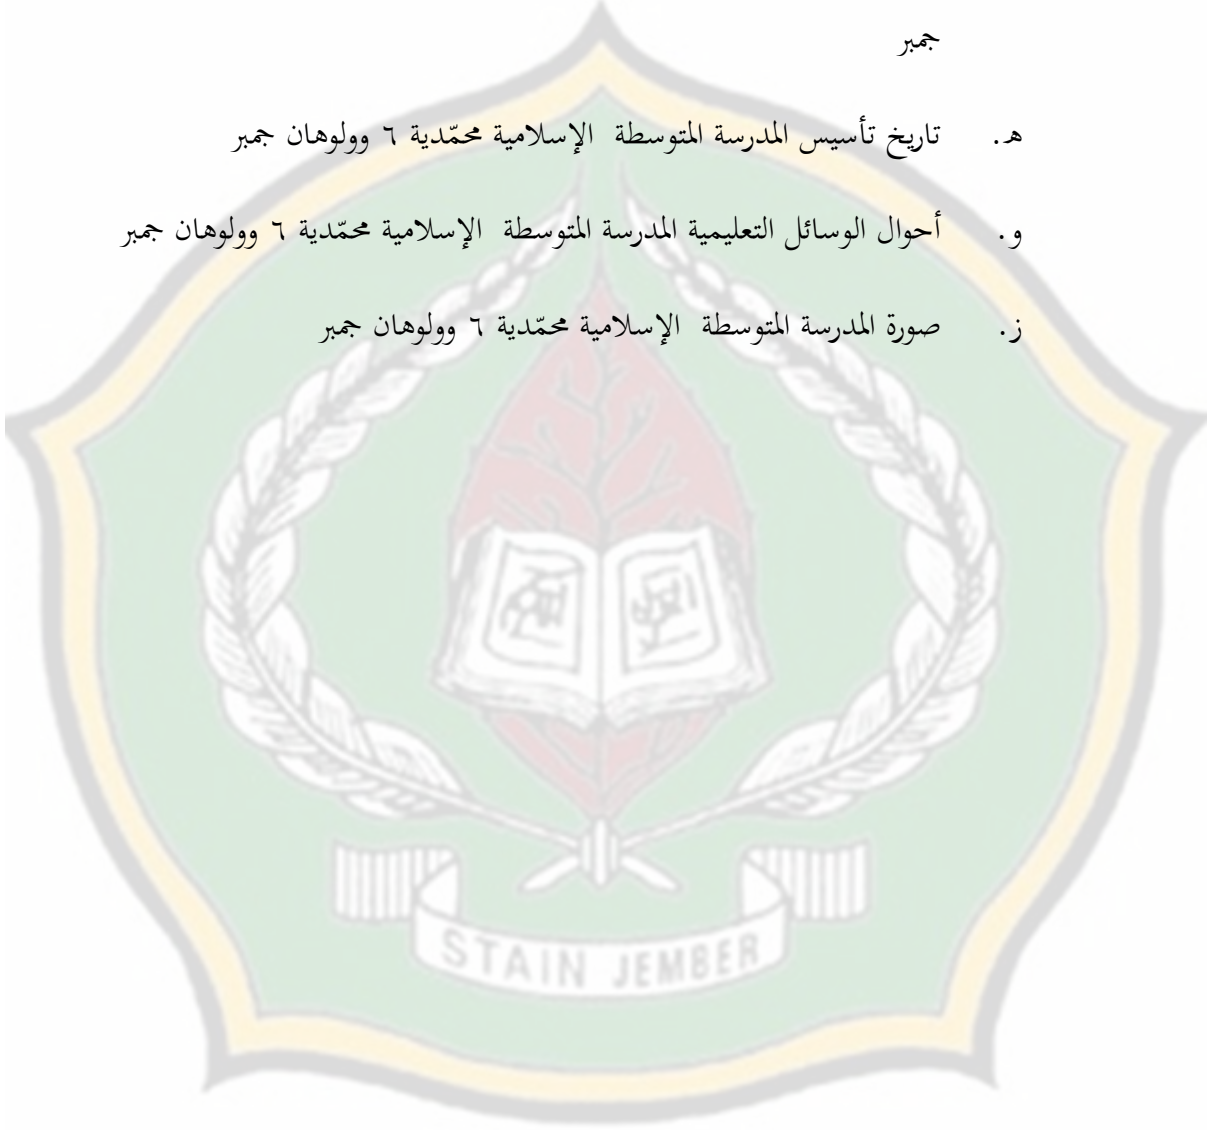 جمبر
هـ. تاريخ تأسيس المدرسة المتوسطة الإسلامية محمّدية ٦ وولوهان جمبر
و. أحوال الوسائل التعليمية المدرسة المتوسطة الإسلامية محمّدية ٦ وولوهان جمبر
ز. صورة المدرسة المتوسطة الإسلامية محمّدية ٦ وولوهان جمبر
STAIN JEMBER